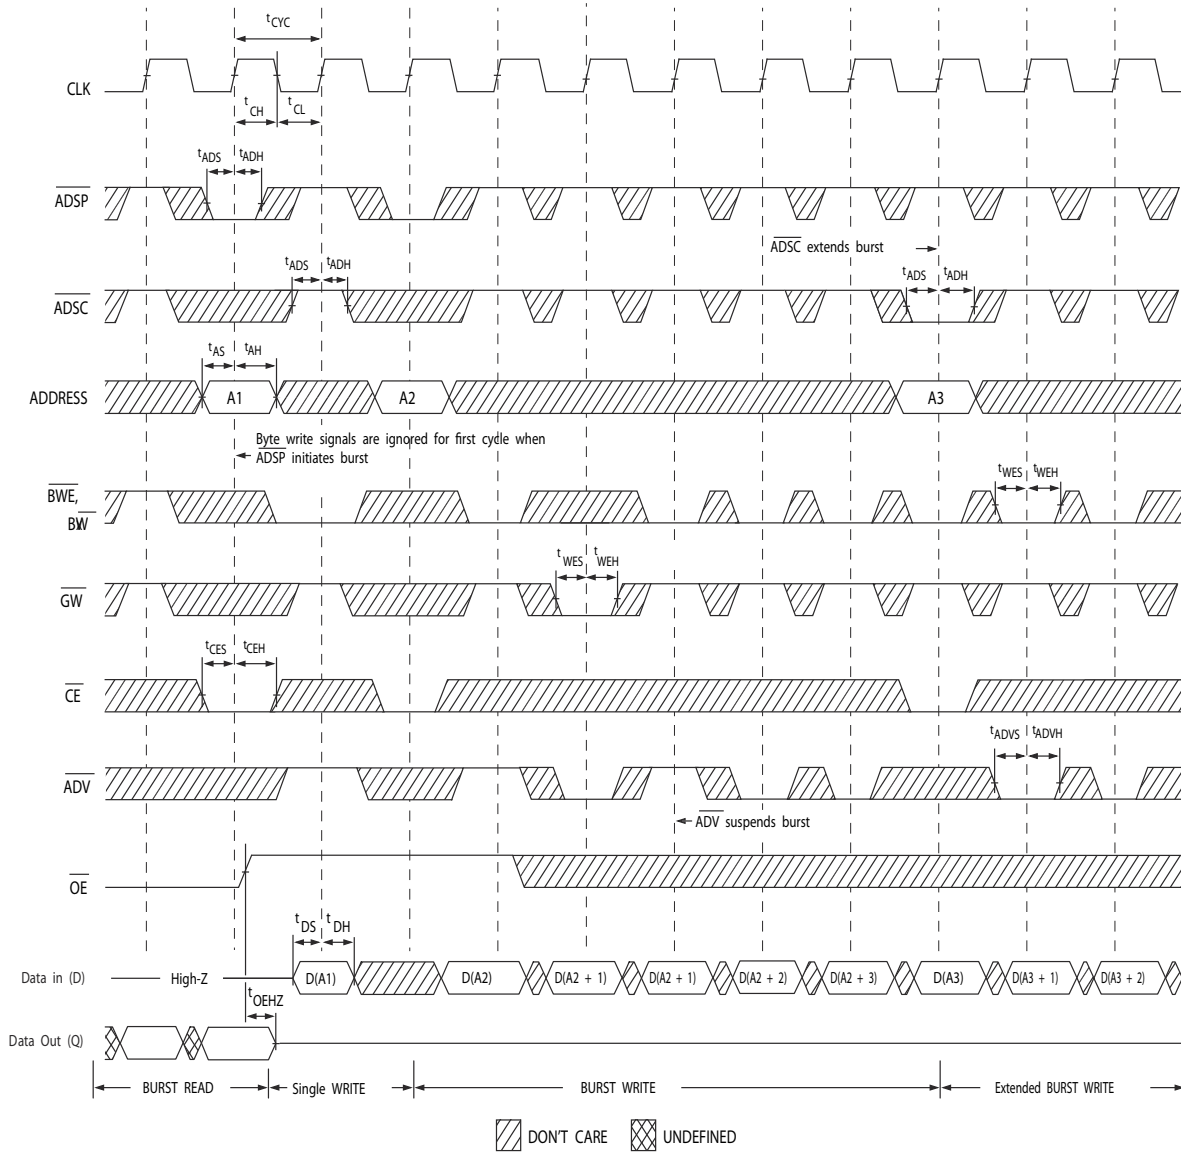 tCYC
CLK
tCH
tCL
tADS
tADH
ADSP
ADSC extends burst
tADS
tADH
tADS
tADH
ADSC
tAS
tAH
ADDRESS
A1
A2
A3
Byte write signals are ignored for first cycle when
ADSP initiates burst
tWES
tWEH
BWE,
BWX
tWES
tWEH
GW
tCES
tCEH
CE
tADVS
tADVH
ADV
ADV suspends burst
OE
tDS
tDH
Data in (D)
High-Z
D(A1)
D(A2)
D(A2 + 1)
D(A2 + 1)
D(A2 + 2)
D(A2 + 3)
D(A3)
D(A3 + 1)
D(A3 + 2)
tOEHZ
Data Out (Q)
BURST READ
Single WRITE
BURST WRITE
Extended BURST WRITE
DON'T CARE
UNDEFINED